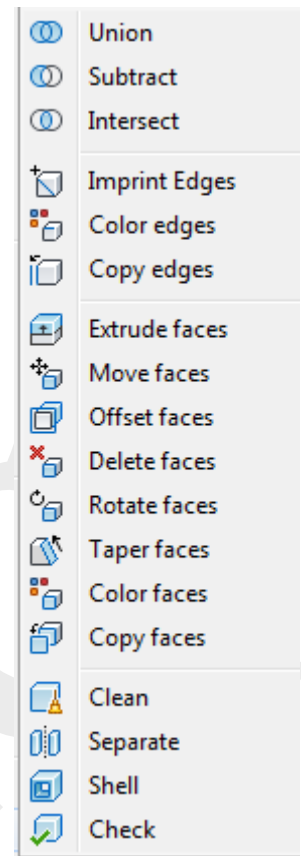 Union
Subtract
Intersect
Imprint Edges
Color edges
Copy edges
Extrude faces
Move faces
Offset faces
Delete faces
Rotate faces
Taper faces
Color faces
Copy faces
Clean
Separate
Shell
Check